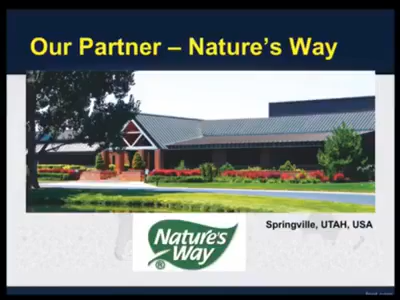 Our Partner – Nature's Way
Springville, UTAH, USA
Nature's
Way